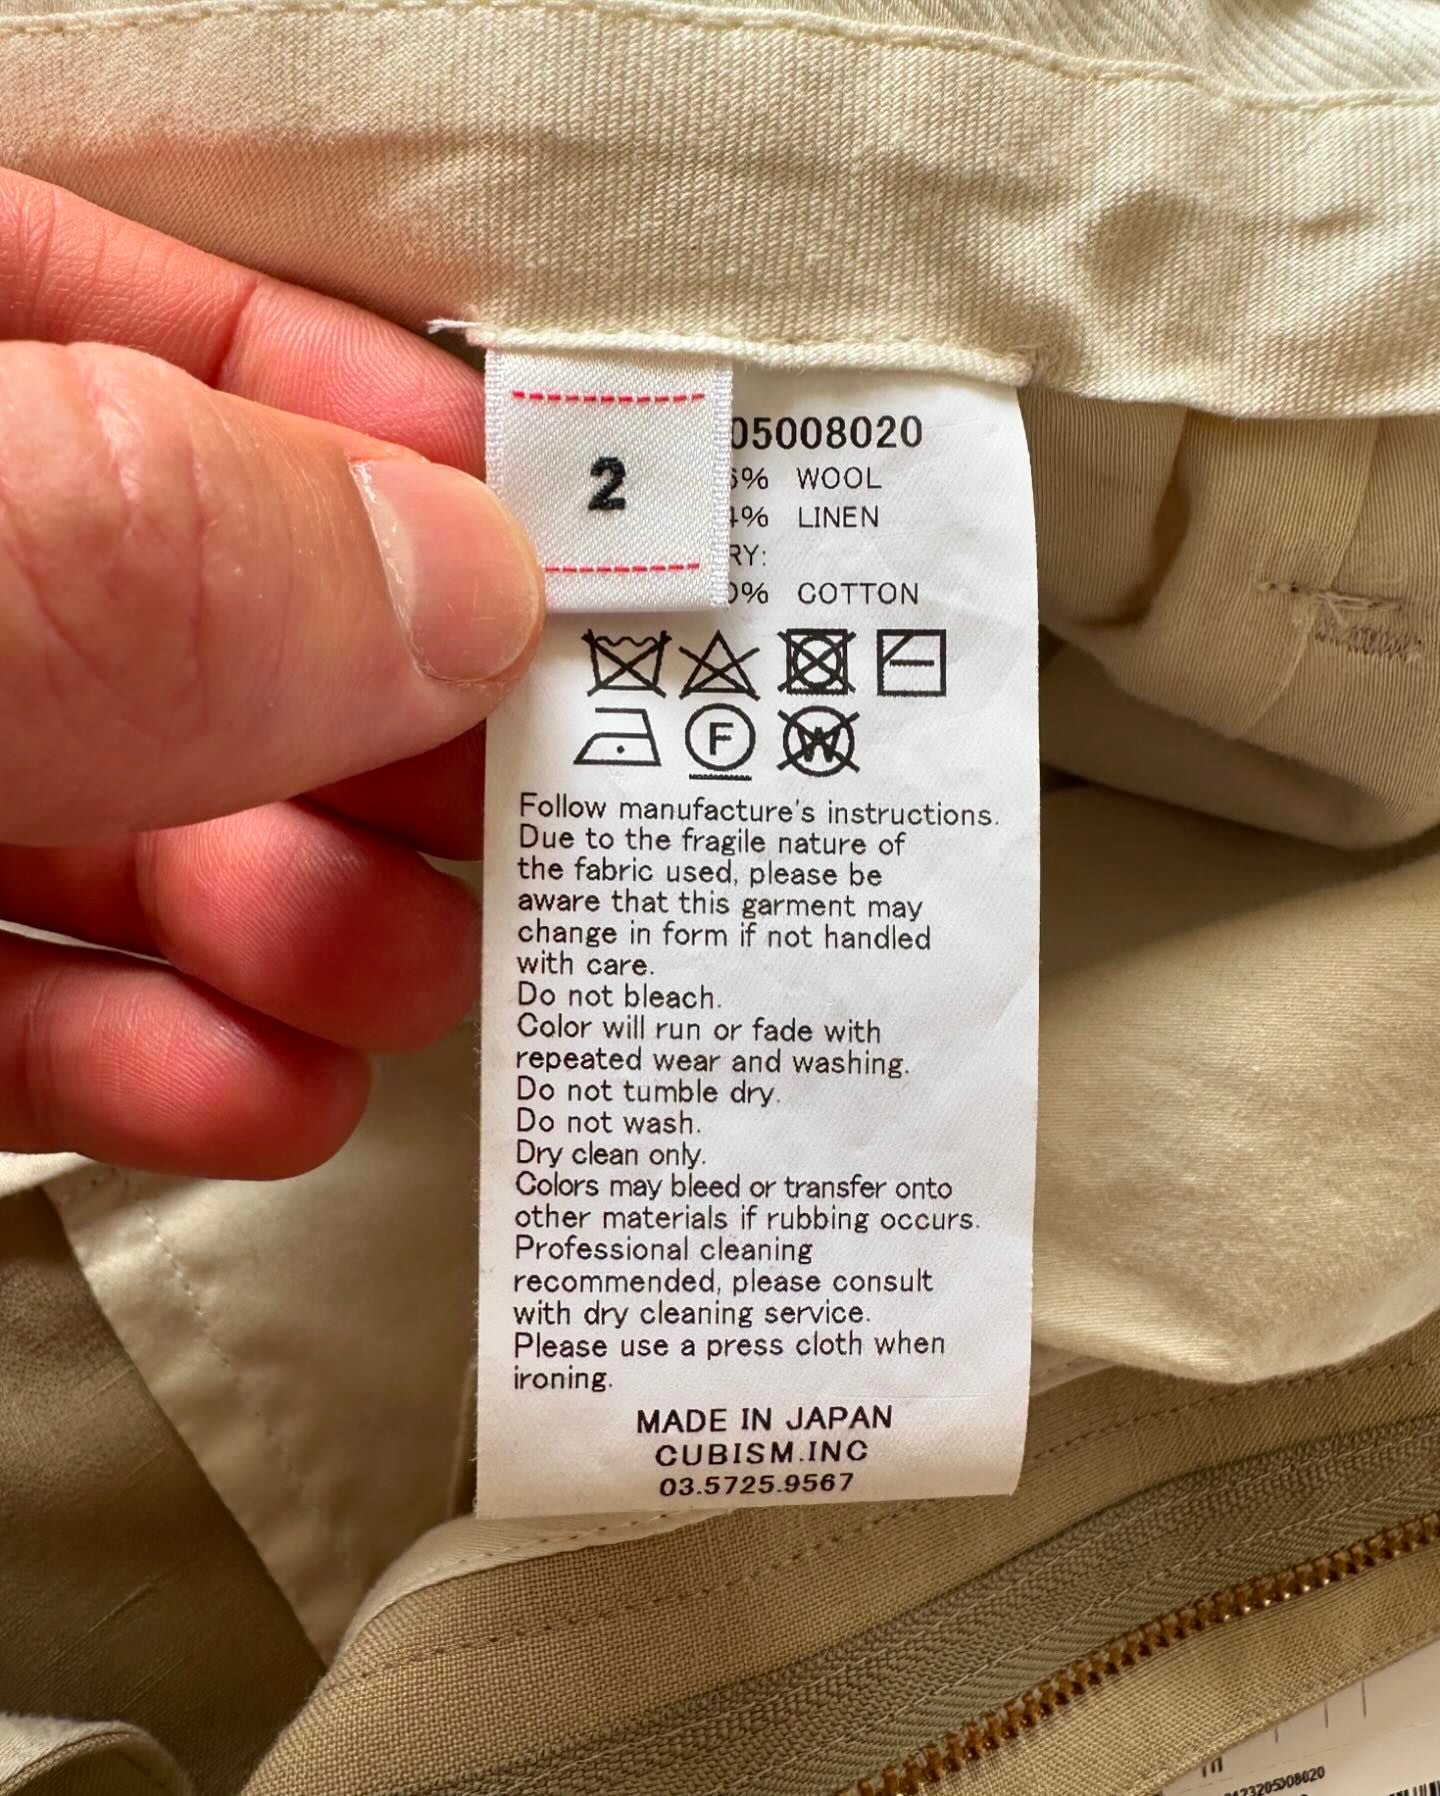 2
05008020
6% WOOL
4% LINEN
RY:
0% COTTON
F
W
Follow manufacture's instructions.
Due to the fragile nature of
the fabric used, please be
aware that this garment may
change in form if not handled
with care.
Do not bleach.
Color will run or fade with
repeated wear and washing.
Do not tumble dry.
Do not wash.
Dry clean only.
Colors may bleed or transfer onto
other materials if rubbing occurs.
Professional cleaning
recommended, please consult
with dry cleaning service.
Please use a press cloth when
ironing.
MADE IN JAPAN
CUBISM.INC
03.5725.9567
123205008020